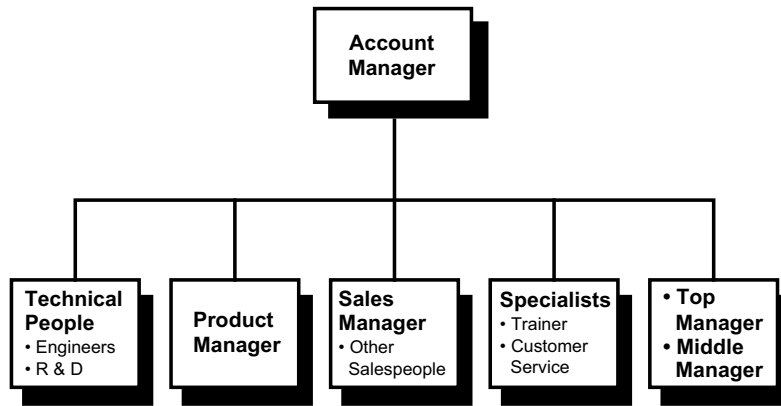 Account
Manager
Technical
People
• Engineers
• R & D
Product
Manager
Sales
Manager
• Other
Salespeople
Specialists
• Trainer
• Customer
Service
• Top
Manager
• Middle
Manager